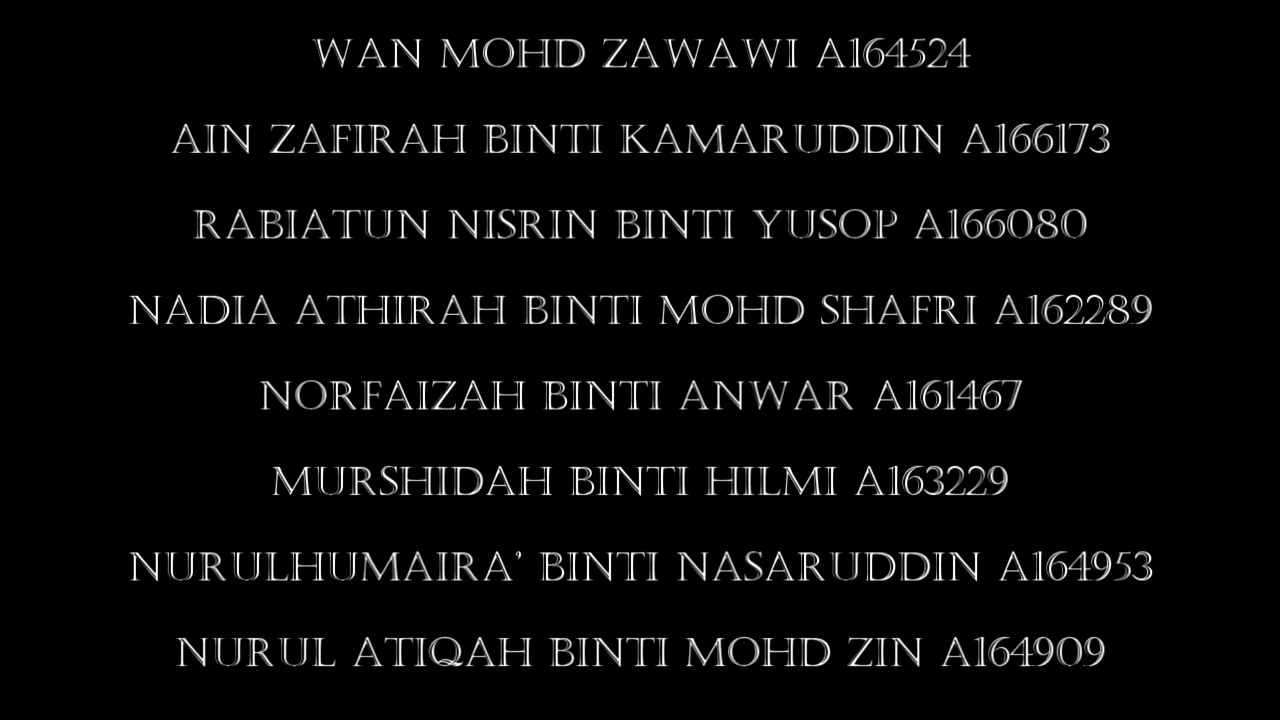 WAN MOHD ZAWAWI A164524
AIN ZAFIRAH BINTI KAMARUDDIN A166173
RABIATUN NISRIN BINTI YUSOP A166080
NADIA ATHIRAH BINTI MOHD SHAFRI A162289
NORFAIZAH BINTI ANWAR A161467
MURSHIDAH BINTI HILMI A163229
NURULHUMAIRA' BINTI NASARUDDIN A164953
NURUL ATIQAH BINTI MOHD ZIN A164909